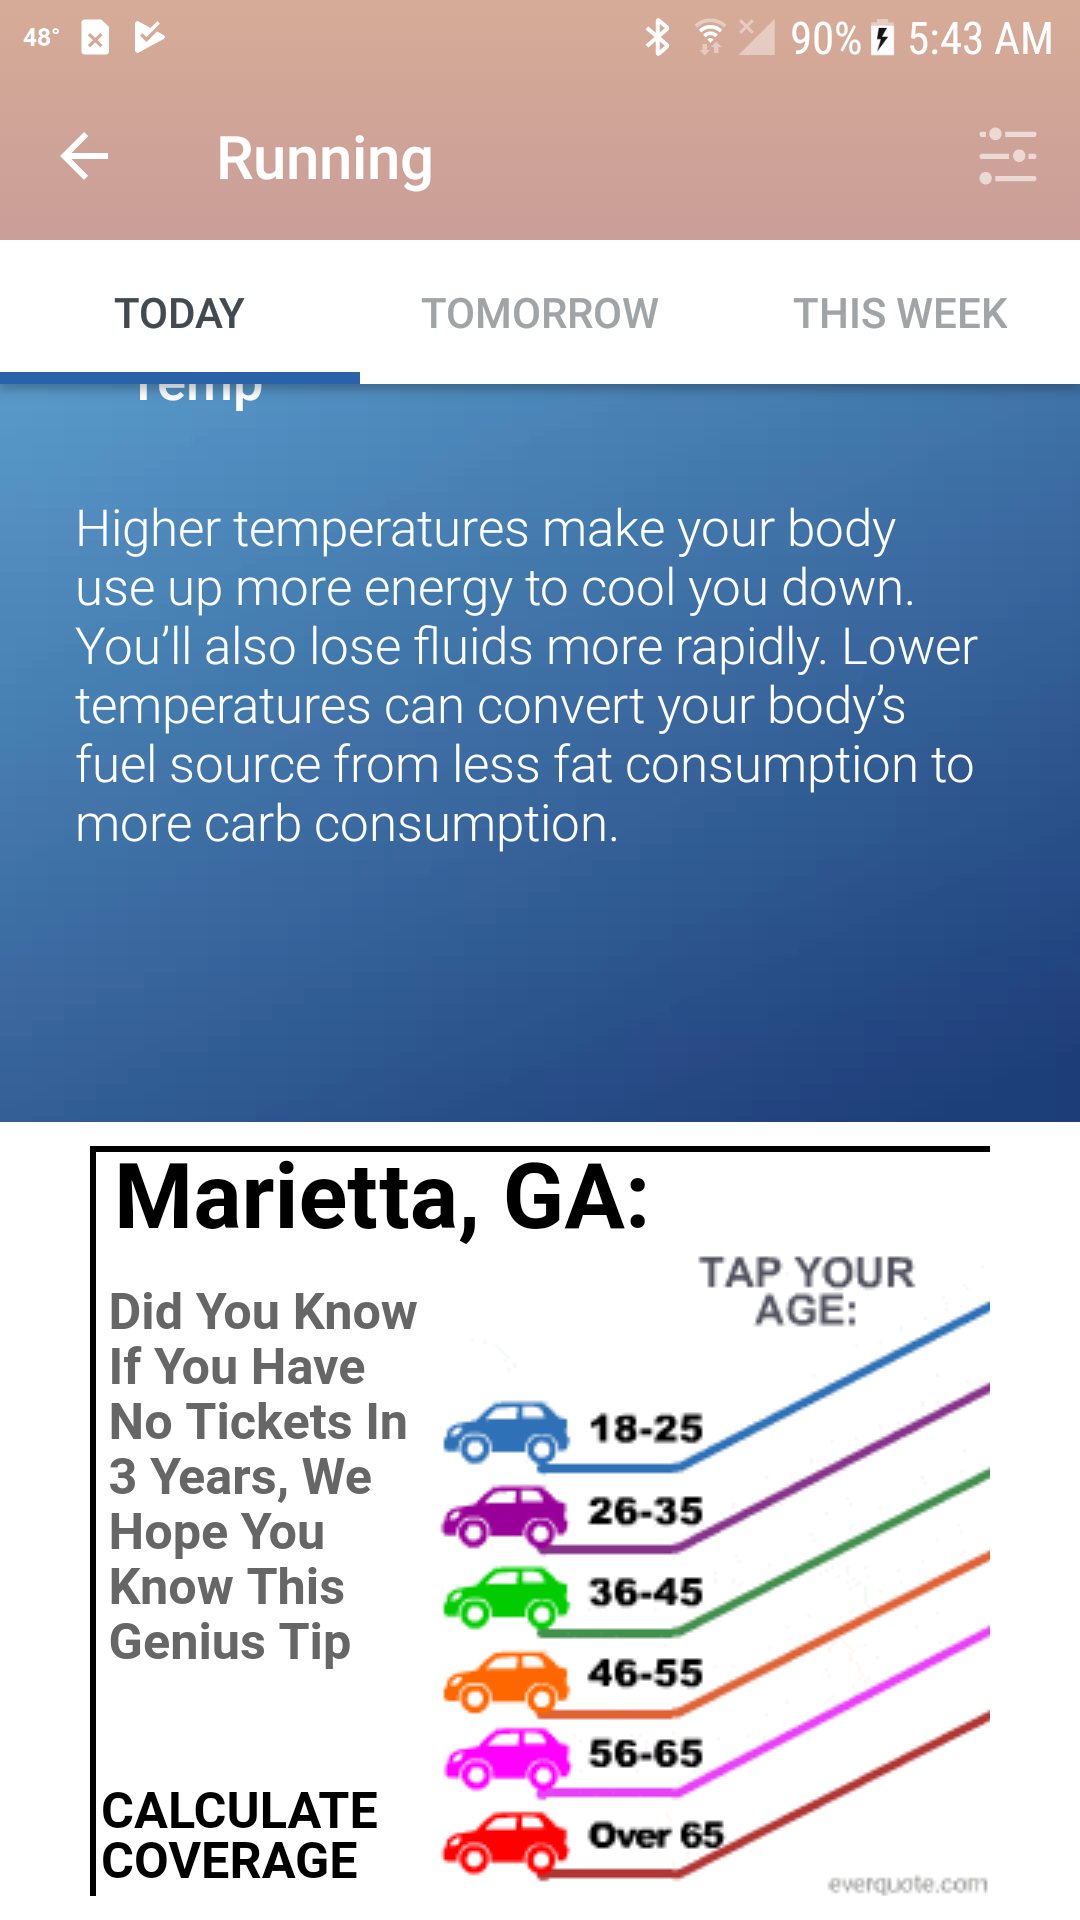 48°
90%
5:43 AM
Running
TODAY
TOMORROW
THIS WEEK
Temp
Higher temperatures make your body
use up more energy to cool you down.
You’ll also lose fluids more rapidly. Lower
temperatures can convert your body’s
fuel source from less fat consumption to
more carb consumption.
Marietta, GA:
Did You Know
If You Have
No Tickets In
3 Years, We
Hope You
Know This
Genius Tip
CALCULATE
COVERAGE
TAP YOUR
AGE:
18-25
26-35
36-45
46-55
56-65
Over 65
everquote.com